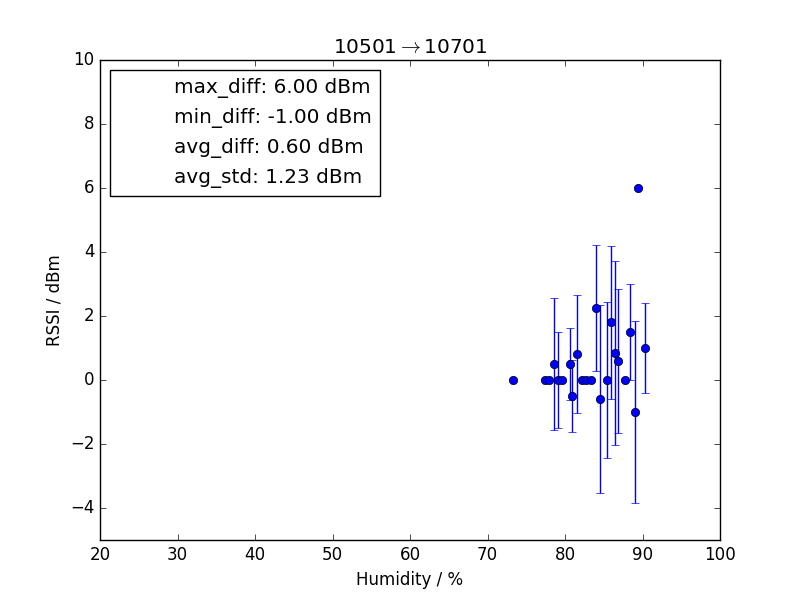 10501→10701
max_diff: 6.00 dBm
min_diff: -1.00 dBm
avg_diff: 0.60 dBm
avg_std: 1.23 dBm
10
8
6
4
2
0
−2
−4
RSSI / dBm
20 30 40 50 60 70 80 90 100
Humidity / %